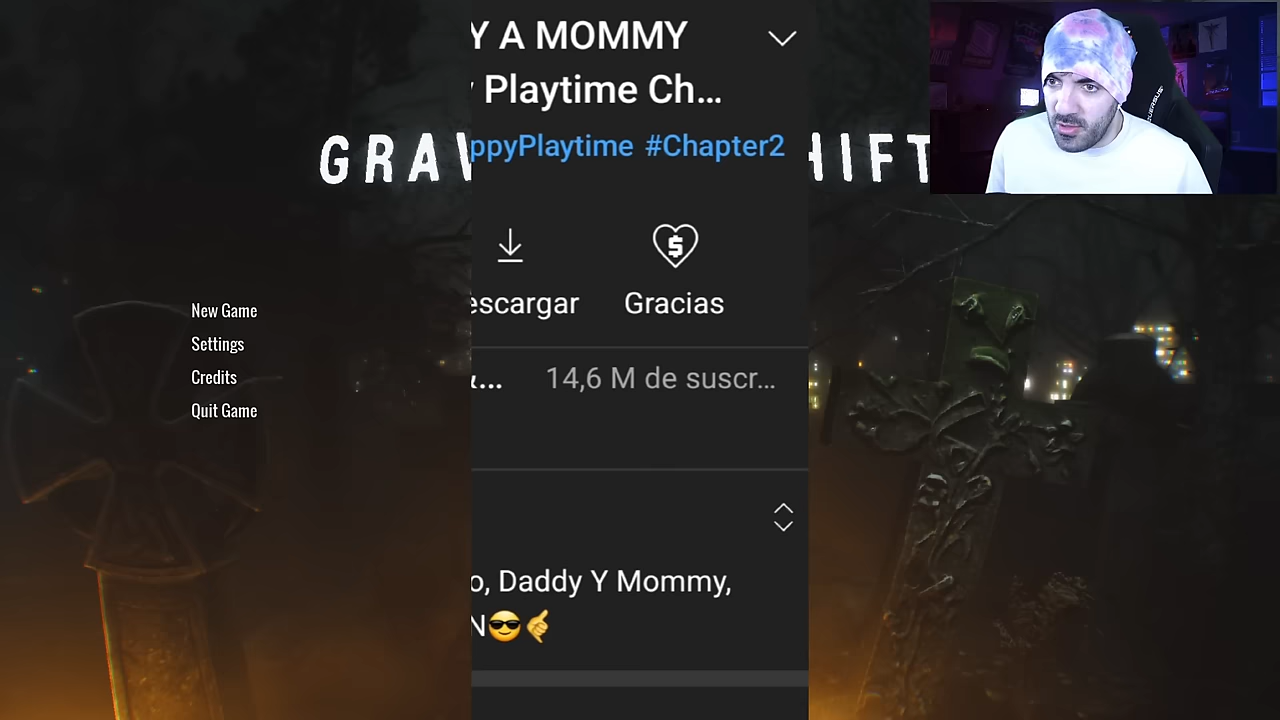 Y A MOMMY
Playtime Ch...
ppyPlaytime #Chapter2
GRAV
HIFT
New Game
Settings
Credits
Quit Game
escargar
Gracias
... 14,6 M de suscr...
o, Daddy Y Mommy,
N😎🤙